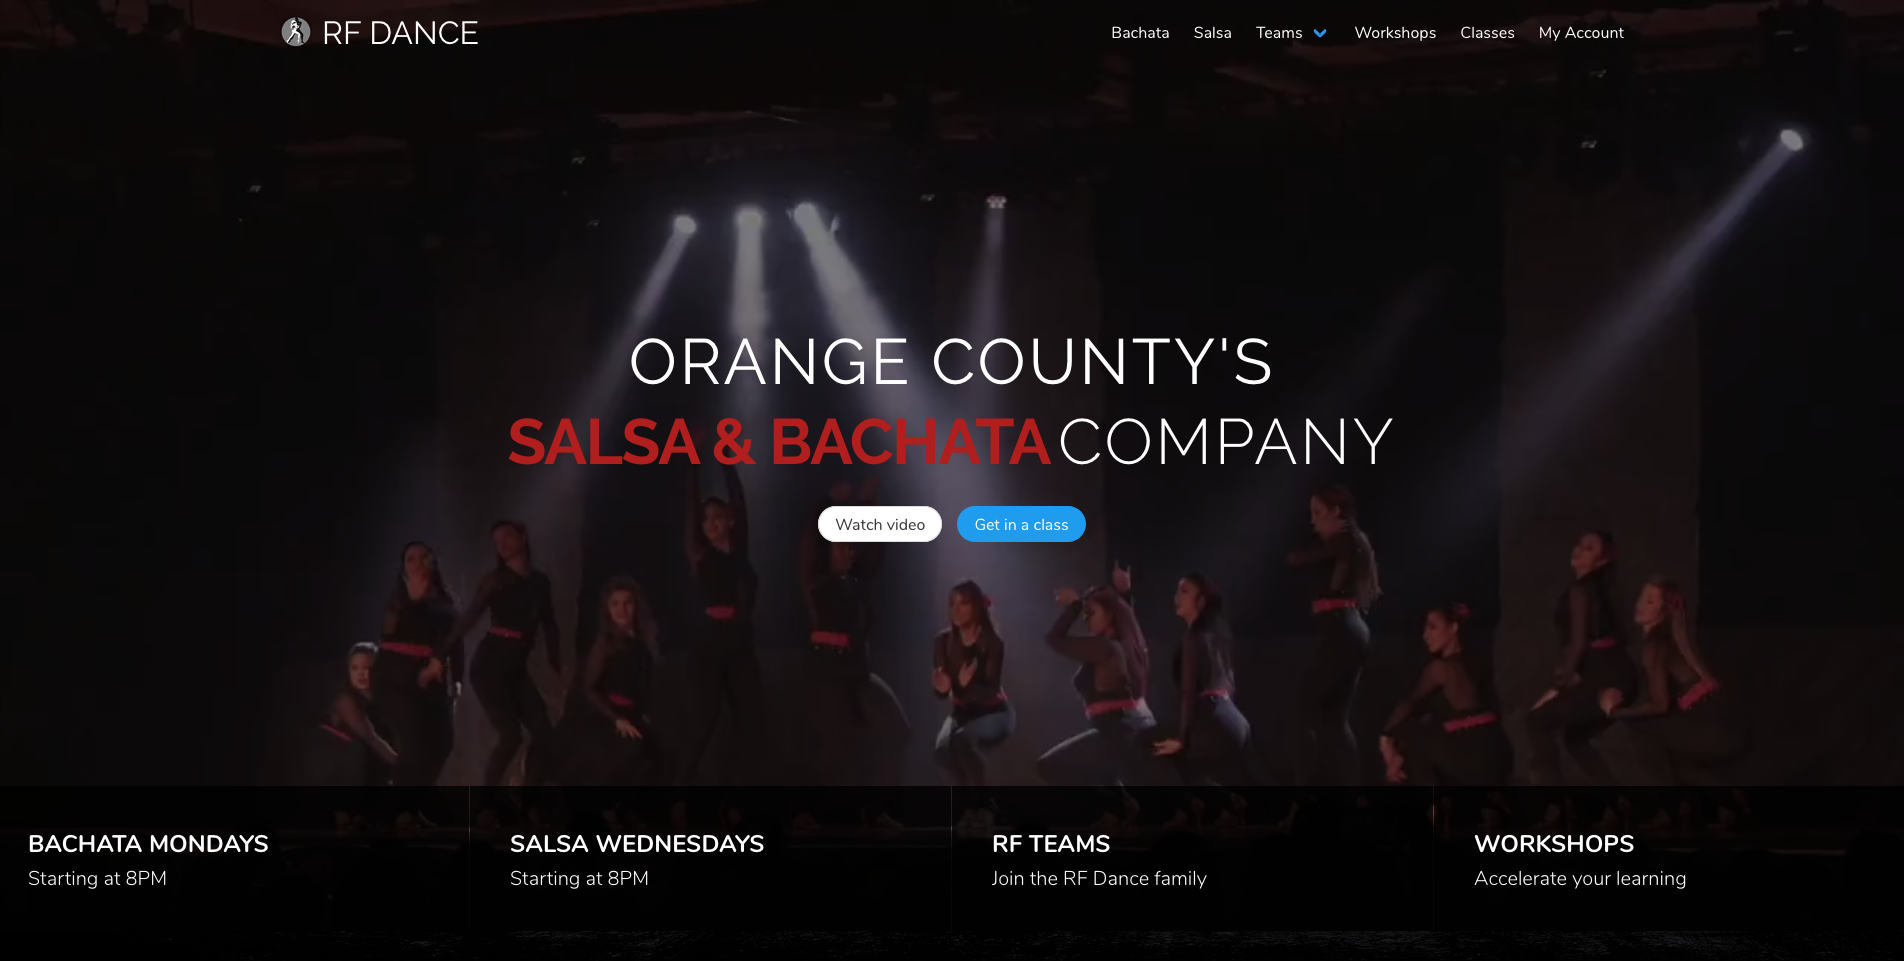 RF DANCE
Bachata
Salsa
Teams
Workshops
Classes
My Account
ORANGE COUNTY'S
SALSA & BACHATA COMPANY
Watch video
Get in a class
BACHATA MONDAYS
Starting at 8PM
SALSA WEDNESDAYS
Starting at 8PM
RF TEAMS
Join the RF Dance family
WORKSHOPS
Accelerate your learning